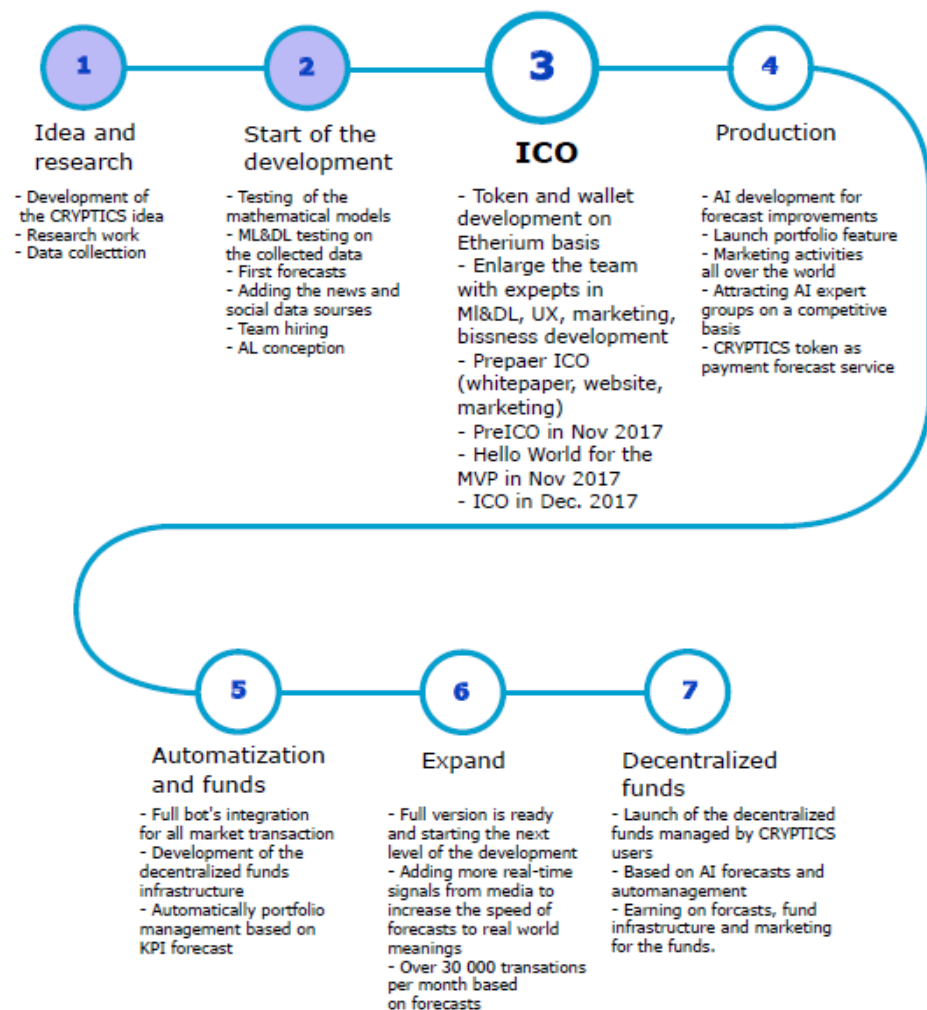 1
Idea and
research
- Development of
the CRYPTICS idea
- Research work
- Data collecttion
2
Start of the
development
- Testing of the
mathematical models
- ML&DL testing on
the collected data
- First forecasts
- Adding the news and
social data sourses
- Team hiring
- AL conception
3
ICO
- Token and wallet
development on
Etherium basis
- Enlarge the team
with expepts in
Ml&DL, UX, marketing,
bissness development
- Prepaer ICO
(whitepaper, website,
marketing)
- PreICO in Nov 2017
- Hello World for the
MVP in Nov 2017
- ICO in Dec. 2017
4
Production
- AI development for
forecast improvements
- Launch portfolio feature
- Marketing activities
all over the world
- Attracting AI expert
groups on a competitive
basis
- CRYPTICS token as
payment forecast service
5
Automatization
and funds
- Full bot's integration
for all market transaction
- Development of the
decentralized funds
infrastructure
- Automatically portfolio
management based on
KPI forecast
6
Expand
- Full version is ready
and starting the next
level of the development
- Adding more real-time
signals from media to
increase the speed of
forecasts to real world
meanings
- Over 30 000 transations
per month based
on forecasts
7
Decentralized
funds
- Launch of the decentralized
funds managed by CRYPTICS
users
- Based on AI forecasts and
automanagement
- Earning on forcasts, fund
infrastructure and marketing
for the funds.